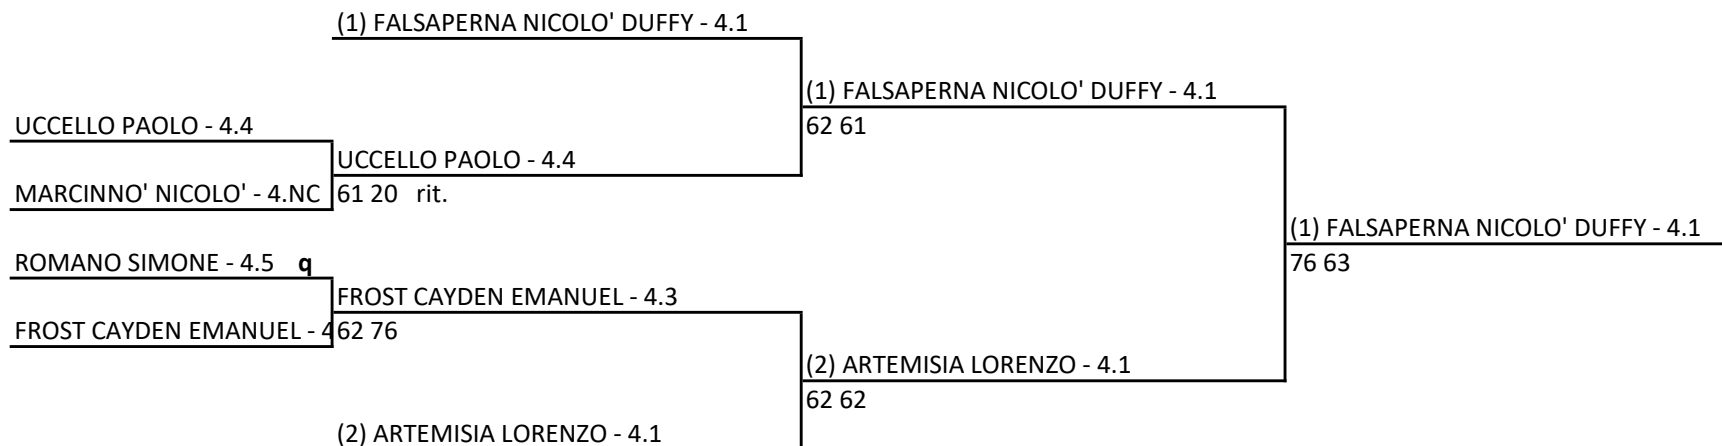 (1) FALSAPERNA NICOLO' DUFFY - 4.1
(1) FALSAPERNA NICOLO' DUFFY - 4.1
UCCELLO PAOLO - 4.4
62 61
UCCELLO PAOLO - 4.4
MARCINNO' NICOLO' - 4.NC
61 20 rit.
(1) FALSAPERNA NICOLO' DUFFY - 4.1
ROMANO SIMONE - 4.5 q
76 63
FROST CAYDEN EMANUEL - 4.3
FROST CAYDEN EMANUEL - 4
62 76
(2) ARTEMISIA LORENZO - 4.1
62 62
(2) ARTEMISIA LORENZO - 4.1